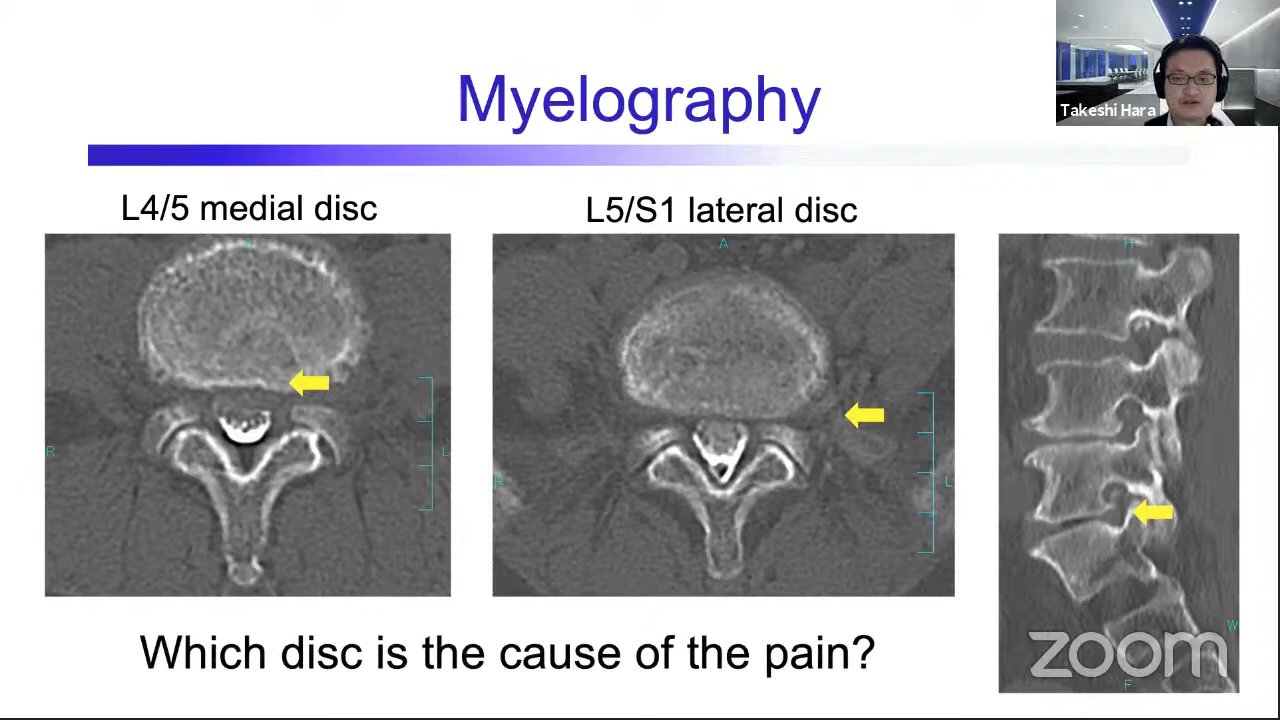 Myelography
Takeshi Hara
L4/5 medial disc
L5/S1 lateral disc
A
R
L
A
R
L
H
W
F
Which disc is the cause of the pain?
zoom